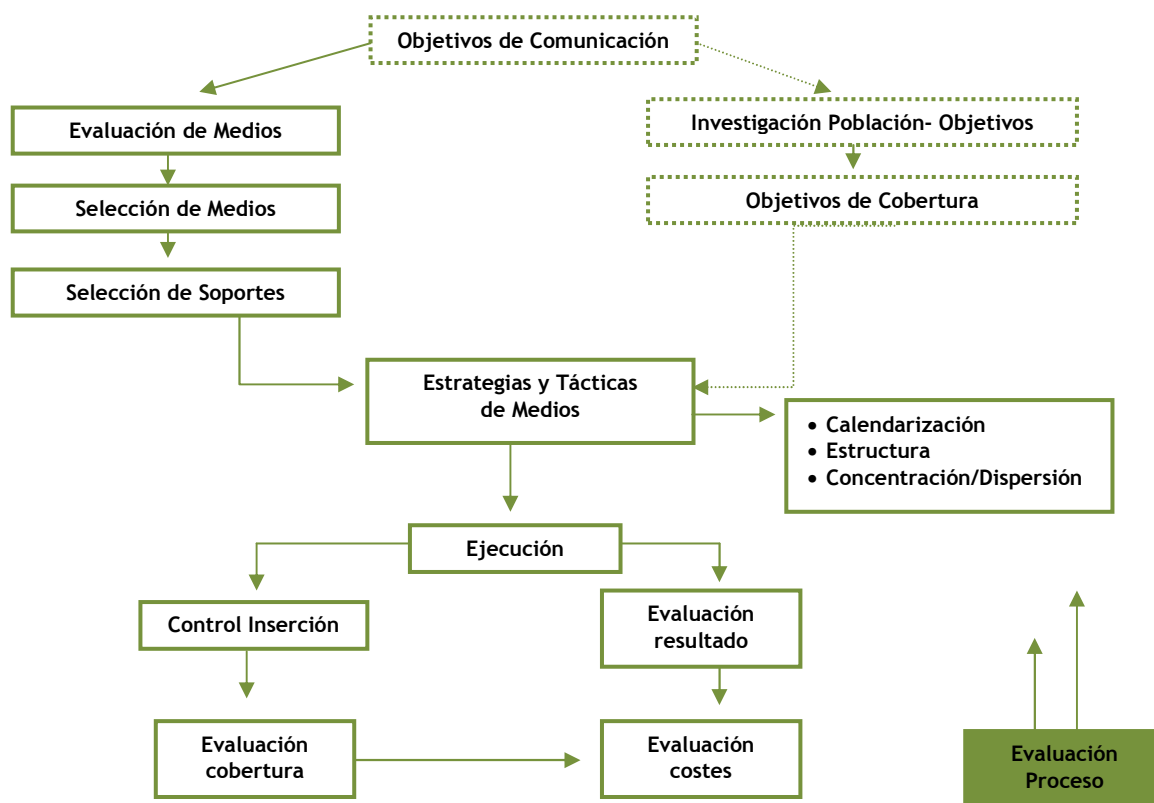 Objetivos de Comunicación
Evaluación de Medios
Investigación Población- Objetivos
Selección de Medios
Objetivos de Cobertura
Selección de Soportes
Estrategias y Tácticas
de Medios
• Calendarización
• Estructura
• Concentración/Dispersión
Ejecución
Control Inserción
Evaluación
resultado
Evaluación
cobertura
Evaluación
costes
Evaluación
Proceso